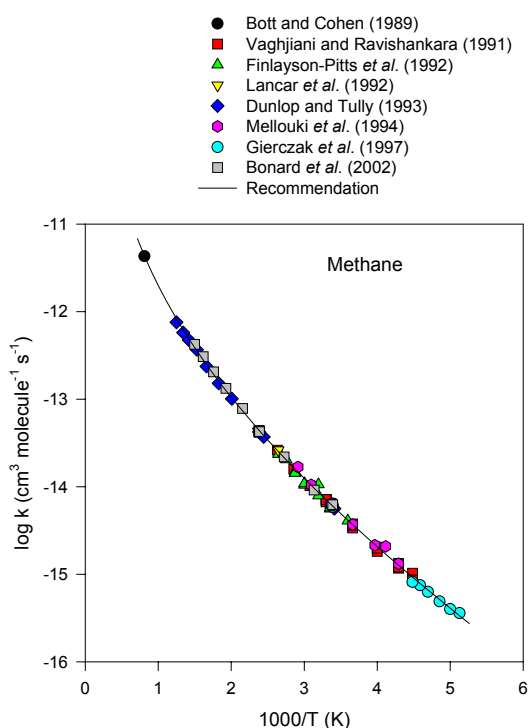 Bott and Cohen (1989)
Vaghjiani and Ravishankara (1991)
Finlayson-Pitts et al. (1992)
Lancar et al. (1992)
Dunlop and Tully (1993)
Mellouki et al. (1994)
Gierczak et al. (1997)
Bonard et al. (2002)
Recommendation
Methane
log k (cm³ molecule⁻¹ s⁻¹)
-11
-12
-13
-14
-15
-16
0 1 2 3 4 5 6
1000/T (K)